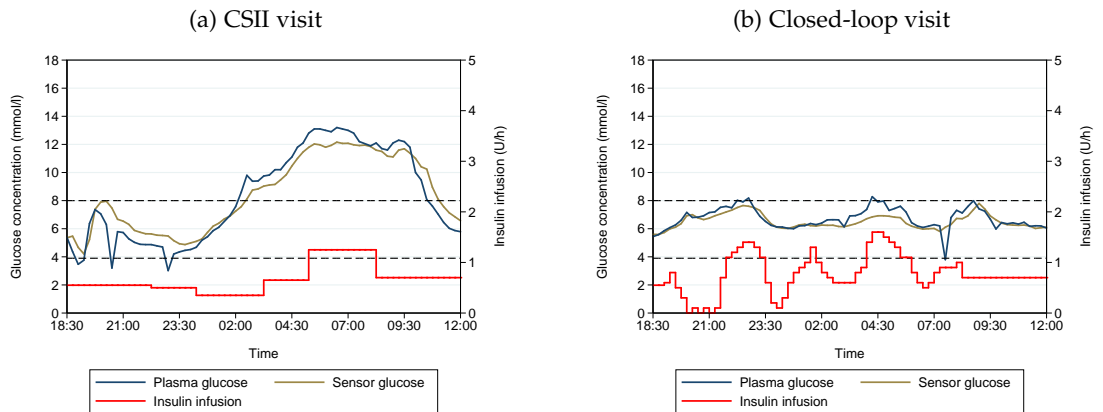 (a) CSII visit
18
16
14
12
10
8
6
4
2
0
Glucose concentration (mmol/l)
5
4
3
2
1
0
Insulin infusion (U/h)
18:30 21:00 23:30 02:00 04:30 07:00 09:30 12:00
Time
Plasma glucose Sensor glucose
Insulin infusion
(b) Closed-loop visit
18
16
14
12
10
8
6
4
2
0
Glucose concentration (mmol/l)
5
4
3
2
1
0
Insulin infusion (U/h)
18:30 21:00 23:30 02:00 04:30 07:00 09:30 12:00
Time
Plasma glucose Sensor glucose
Insulin infusion